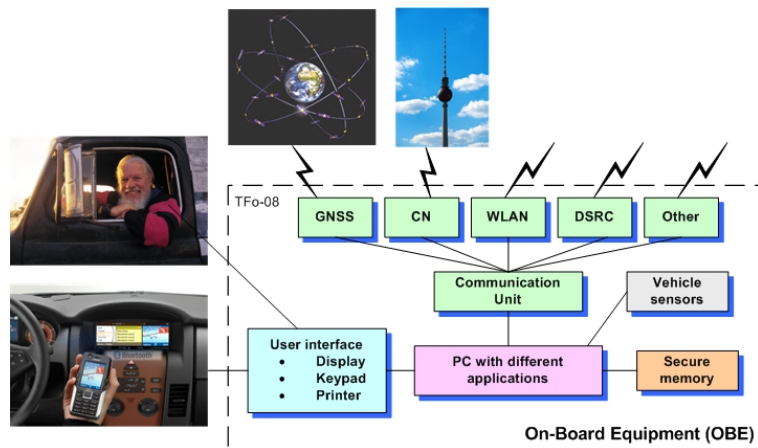 TFo-08
GNSS
CN
WLAN
DSRC
Other
Communication
Unit
Vehicle
sensors
User interface
• Display
• Keypad
• Printer
PC with different
applications
Secure
memory
Bluetooth
On-Board Equipment (OBE)